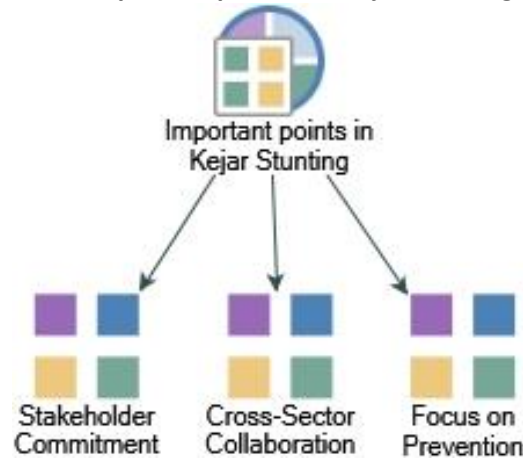 Important points in
Kejar Stunting
Stakeholder
Commitment
Cross-Sector
Collaboration
Focus on
Prevention